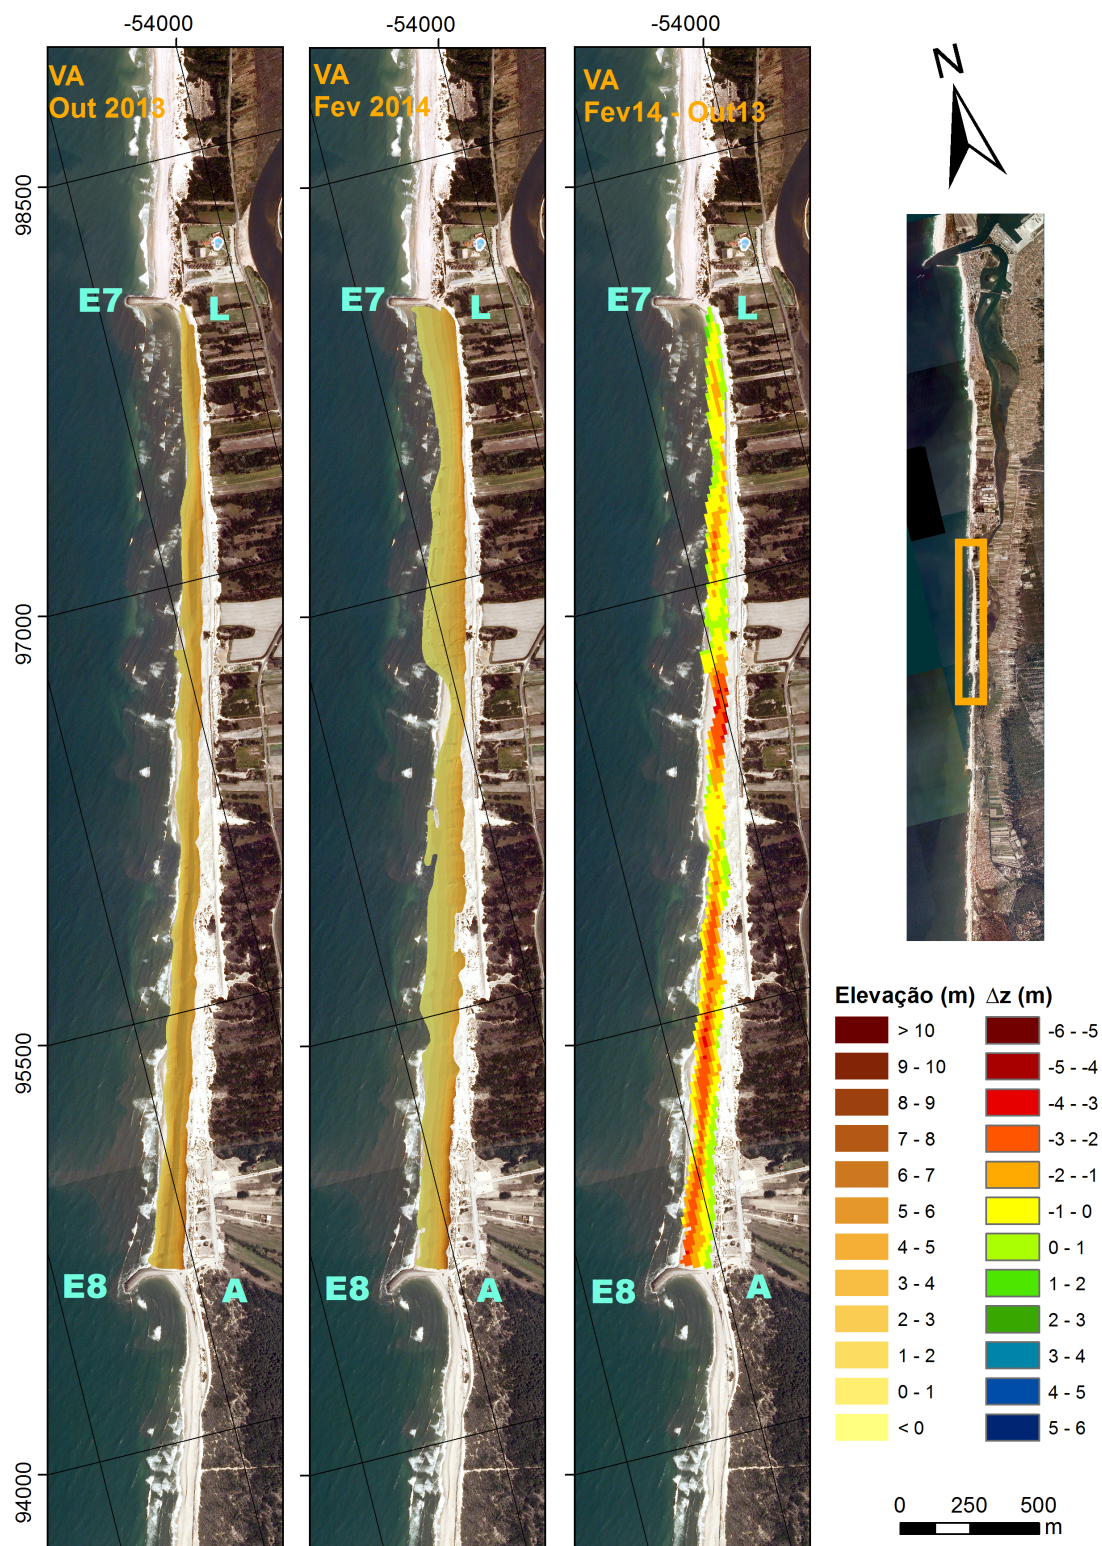 -54000
-54000
-54000
VA
Out 2013
VA
Fev 2014
VA
Fev14 - Out13
N
98500
97000
95500
94000
E7
L
E7
L
E7
L
E8
A
E8
A
E8
A
Elevação (m)
> 10
9 - 10
8 - 9
7 - 8
6 - 7
5 - 6
4 - 5
3 - 4
2 - 3
1 - 2
0 - 1
< 0
Δz (m)
-6 - -5
-5 - -4
-4 - -3
-3 - -2
-2 - -1
-1 - 0
0 - 1
1 - 2
2 - 3
3 - 4
4 - 5
5 - 6
0 250 500
m